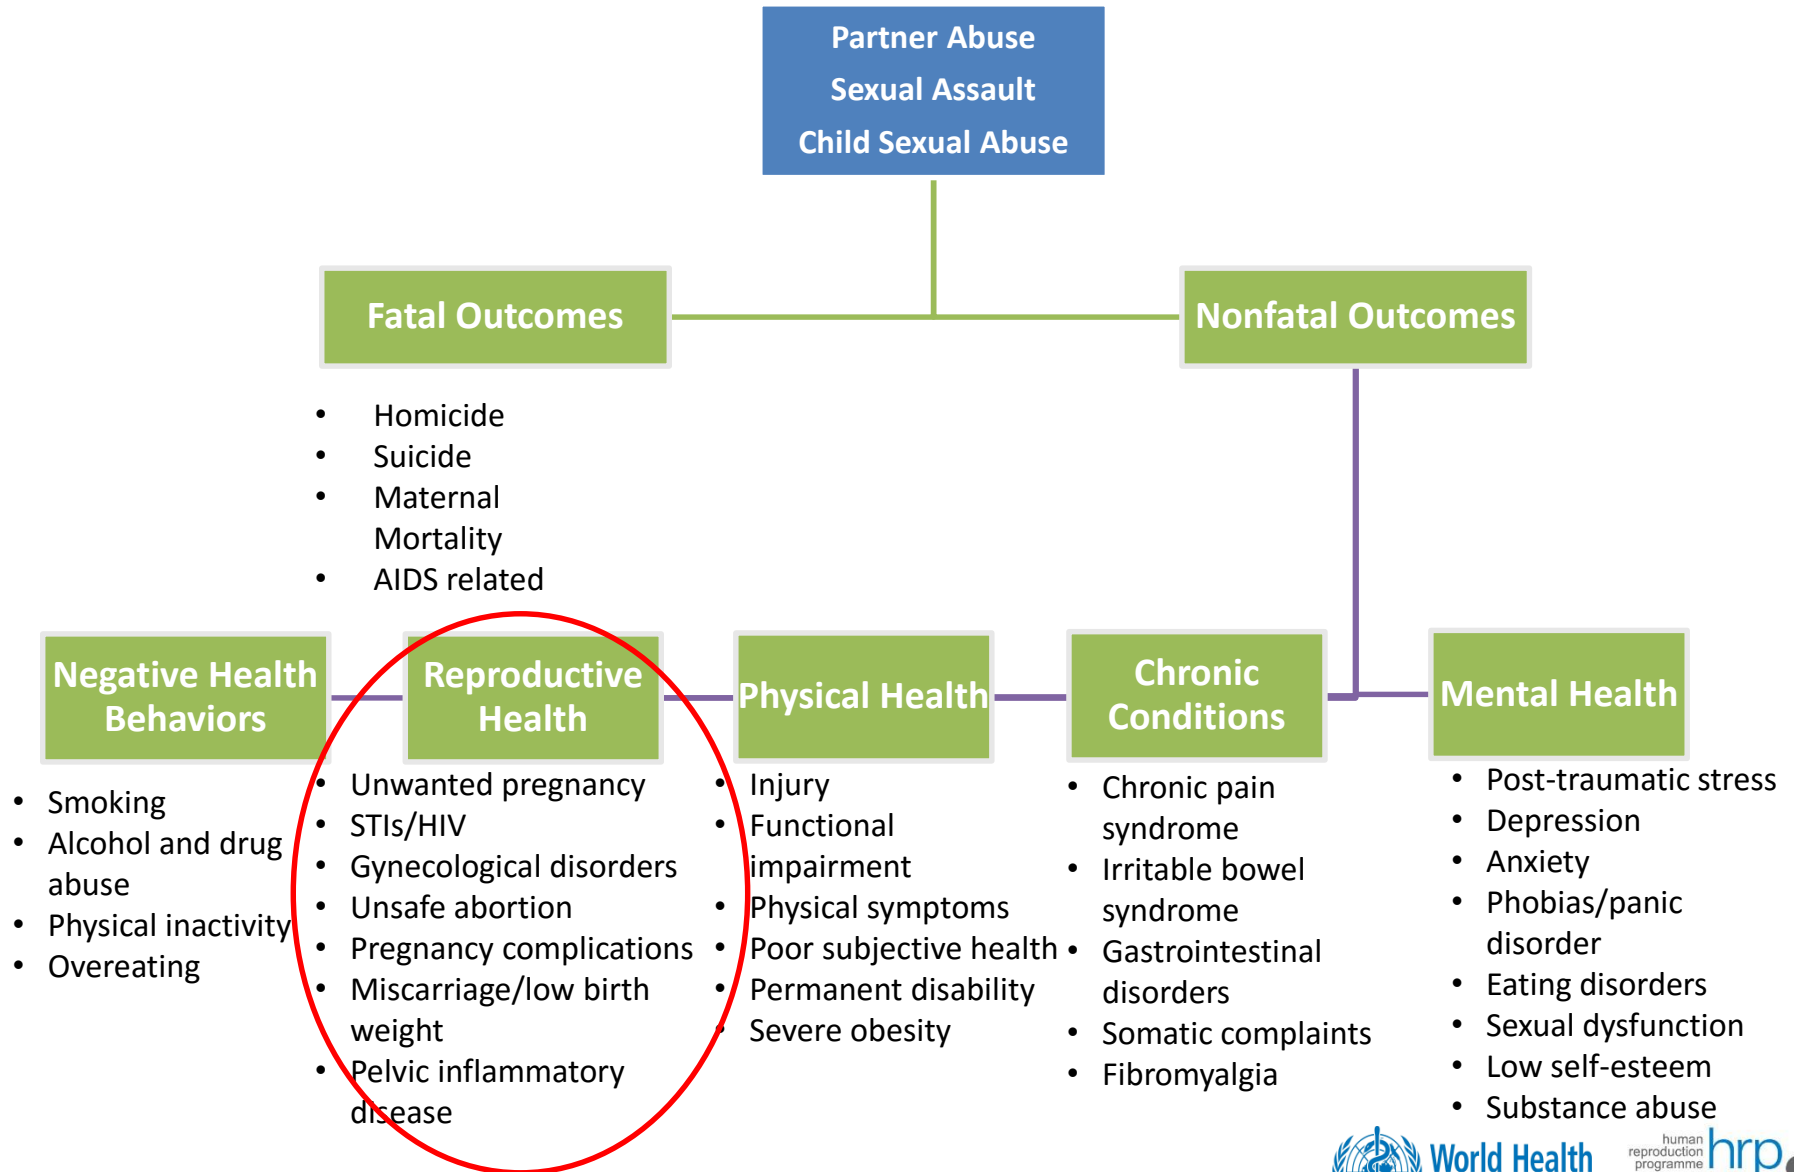 Partner Abuse
Sexual Assault
Child Sexual Abuse
Fatal Outcomes
Nonfatal Outcomes
• Homicide
• Suicide
• Maternal
Mortality
• AIDS related
Negative Health
Behaviors
• Smoking
• Alcohol and drug
abuse
• Physical inactivity
• Overeating
Reproductive
Health
• Unwanted pregnancy
• STIs/HIV
• Gynecological disorders
• Unsafe abortion
• Pregnancy complications
• Miscarriage/low birth
weight
• Pelvic inflammatory
disease
Physical Health
• Injury
• Functional
impairment
• Physical symptoms
• Poor subjective health
• Permanent disability
• Severe obesity
Chronic
Conditions
• Chronic pain
syndrome
• Irritable bowel
syndrome
• Gastrointestinal
disorders
• Somatic complaints
• Fibromyalgia
Mental Health
• Post-traumatic stress
• Depression
• Anxiety
• Phobias/panic
disorder
• Eating disorders
• Sexual dysfunction
• Low self-esteem
• Substance abuse
World Health
human
reproduction
programme
hrp.